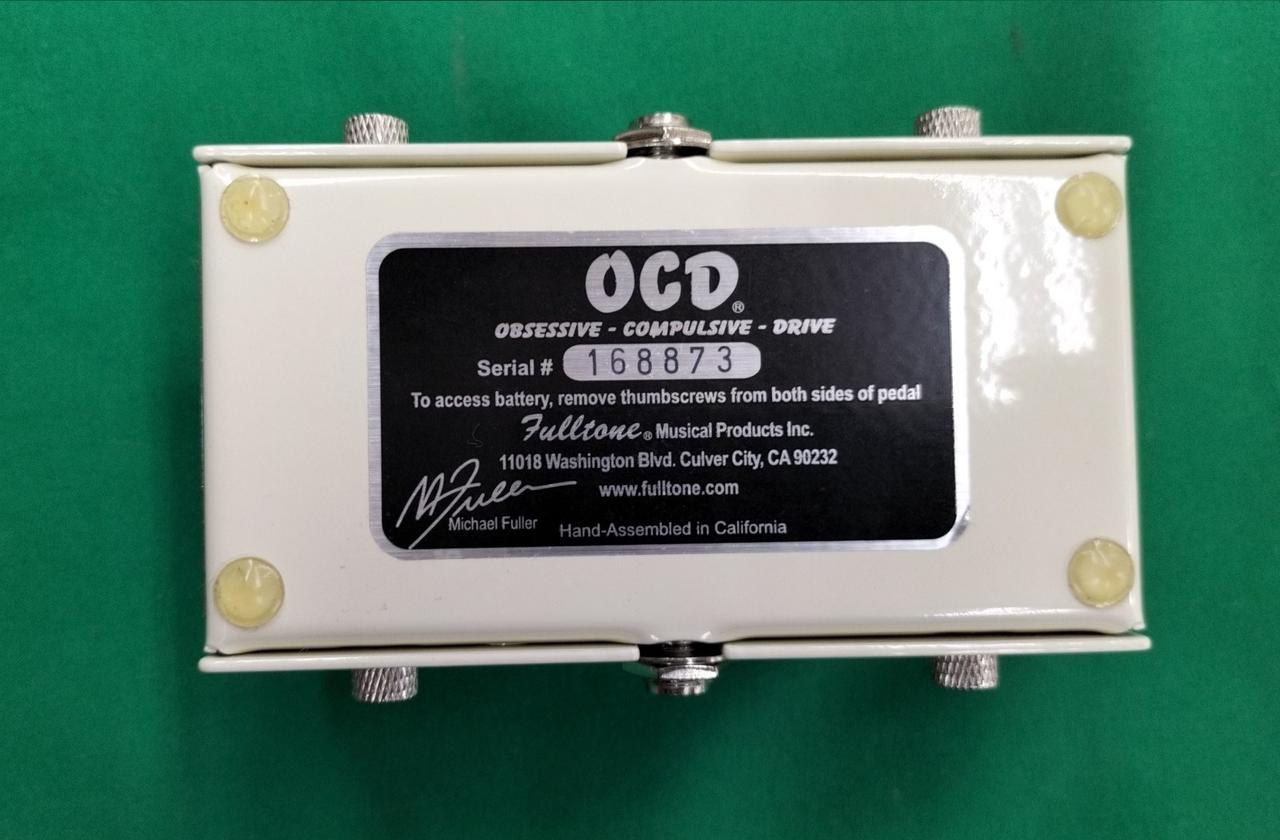 OCD®
OBSESSIVE - COMPULSIVE - DRIVE
Serial # 168873
To access battery, remove thumbscrews from both sides of pedal
Fulltone® Musical Products Inc.
11018 Washington Blvd. Culver City, CA 90232
www.fulltone.com
M Fuller
Michael Fuller
Hand-Assembled in California